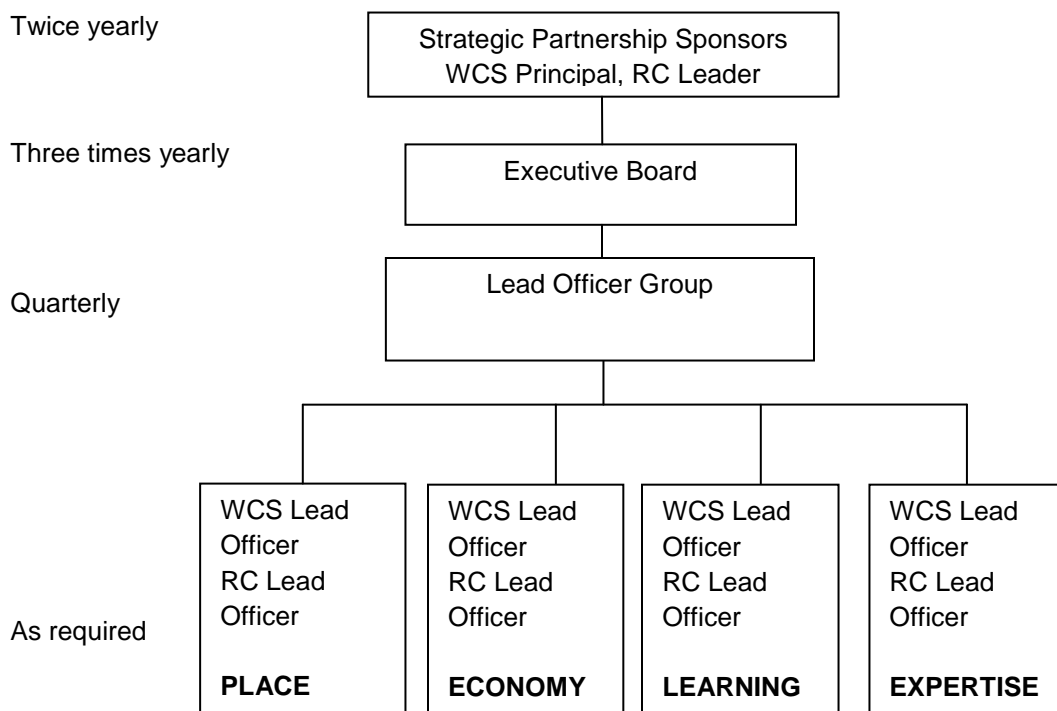 Twice yearly
Strategic Partnership Sponsors
WCS Principal, RC Leader
Three times yearly
Executive Board
Lead Officer Group
Quarterly
WCS Lead
Officer
RC Lead
Officer
PLACE
WCS Lead
Officer
RC Lead
Officer
ECONOMY
WCS Lead
Officer
RC Lead
Officer
LEARNING
WCS Lead
Officer
RC Lead
Officer
EXPERTISE
As required